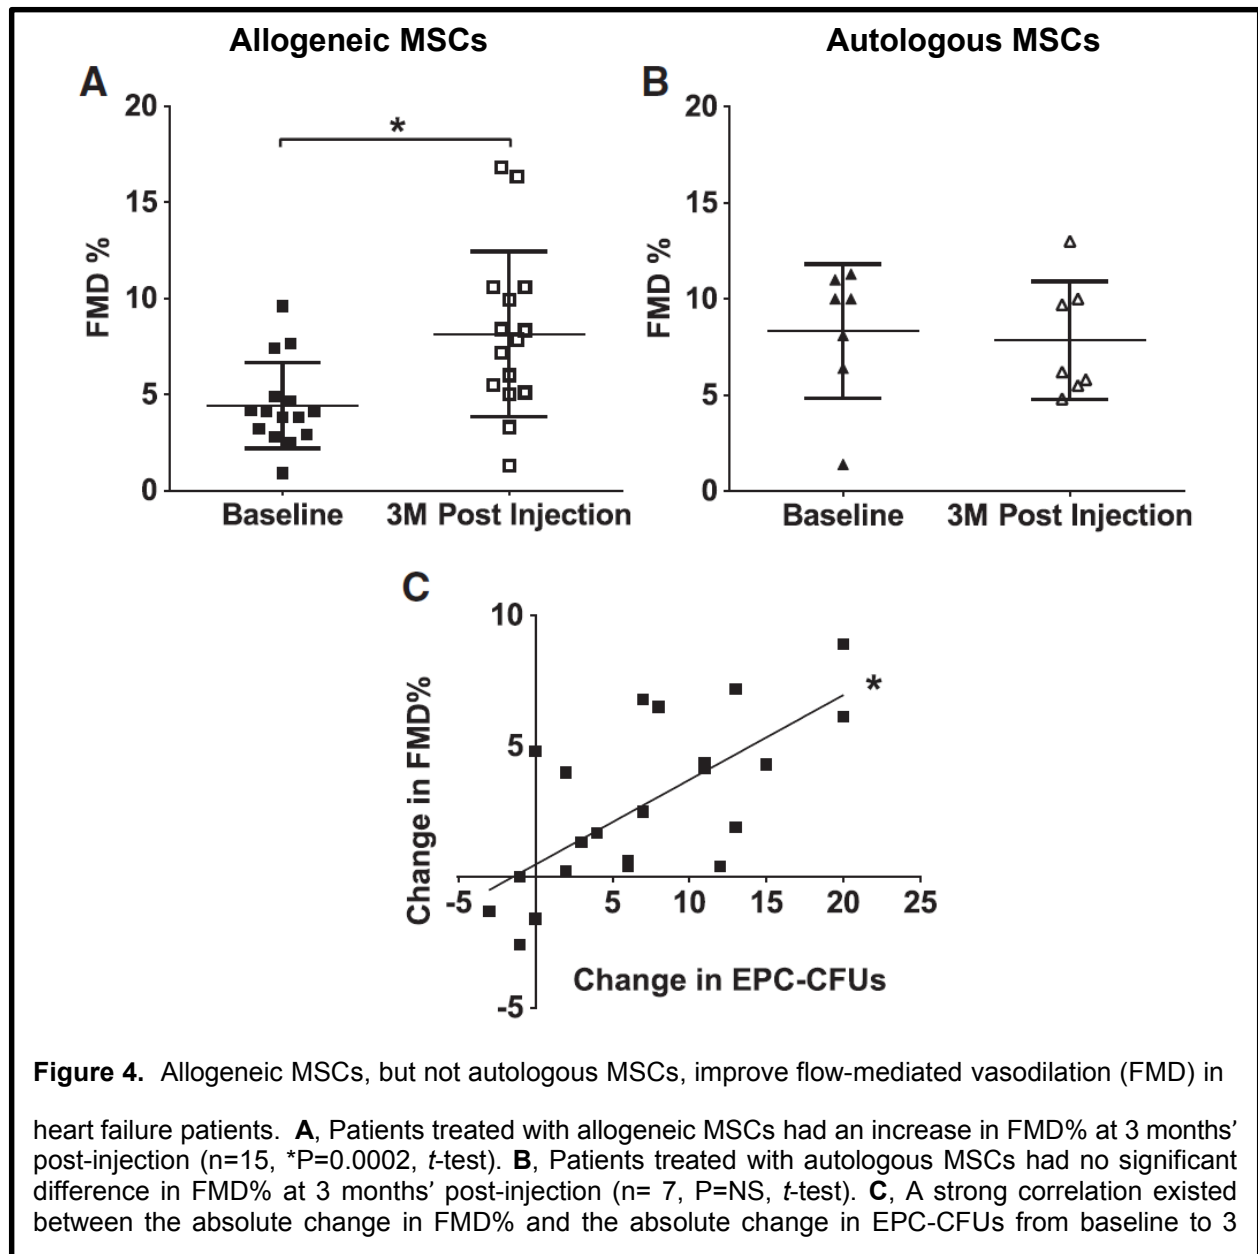 Allogeneic MSCs
Autologous MSCs
A
B
20
15
10
5
0
FMD %
*
Baseline
3M Post Injection
20
15
10
5
0
FMD %
Baseline
3M Post Injection
C
10
5
-5
Change in FMD%
*
-5
5
10
15
20
25
Change in EPC-CFUs
Figure 4. Allogeneic MSCs, but not autologous MSCs, improve flow-mediated vasodilation (FMD) in
heart failure patients. A, Patients treated with allogeneic MSCs had an increase in FMD% at 3 months’
post-injection (n=15, *P=0.0002, t-test). B, Patients treated with autologous MSCs had no significant
difference in FMD% at 3 months’ post-injection (n= 7, P=NS, t-test). C, A strong correlation existed
between the absolute change in FMD% and the absolute change in EPC-CFUs from baseline to 3